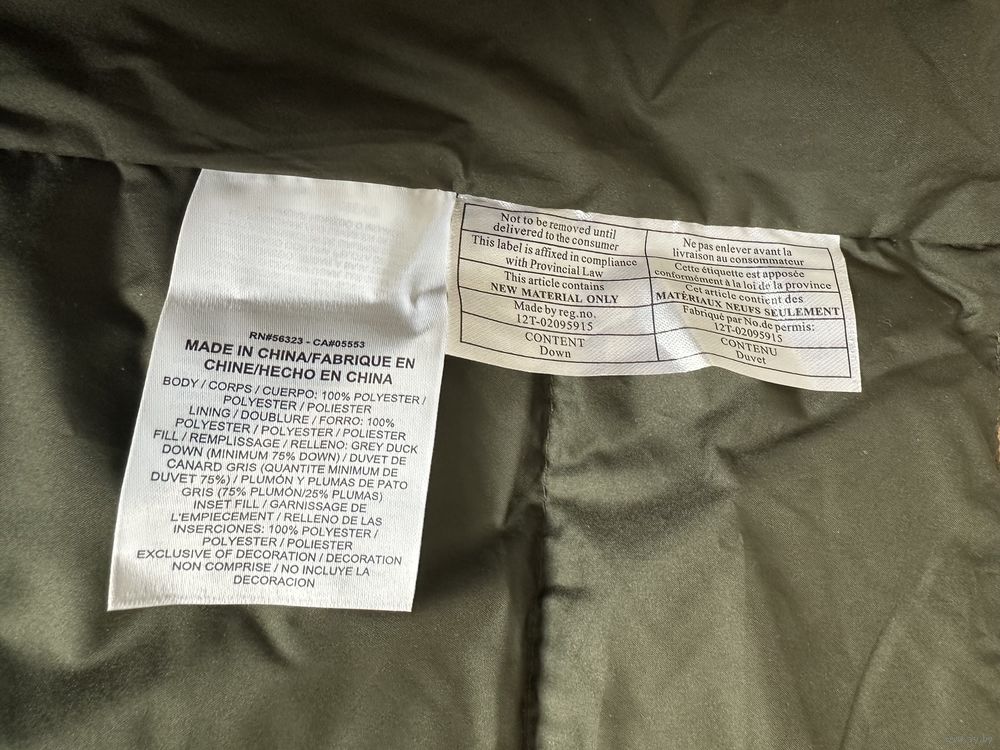 RN#56323 - CA#05553
MADE IN CHINA/FABRIQUE EN
CHINE/HECHO EN CHINA
BODY / CORPS / CUERPO: 100% POLYESTER /
POLYESTER / POLIESTER
LINING / DOUBLURE / FORRO: 100%
POLYESTER / POLYESTER / POLIESTER
FILL / REMPLISSAGE / RELLENO: GREY DUCK
DOWN (MINIMUM 75% DOWN) / DUVET DE
CANARD GRIS (QUANTITE MINIMUM DE
DUVET 75%) / PLUMÓN Y PLUMAS DE PATO
GRIS (75% PLUMÓN/25% PLUMAS)
INSET FILL / GARNISSAGE DE
L'EMPIECEMENT / RELLENO DE LAS
INSERCIONES: 100% POLYESTER /
POLYESTER / POLIESTER
EXCLUSIVE OF DECORATION / DECORATION
NON COMPRISE / NO INCLUYE LA
DECORACION
Not to be removed until
delivered to the consumer
This label is affixed in compliance
with Provincial Law
This article contains
NEW MATERIAL ONLY
Made by reg.no.
12T-02095915
CONTENT
Down
Ne pas enlever avant la
livraison au consommateur
Cette étiquette est apposée
conformément à la loi de la province
Cet article contient des
MATÉRIAUX NEUFS SEULEMENT
Fabriqué par No.de permis:
12T-02095915
CONTENU
Duvet